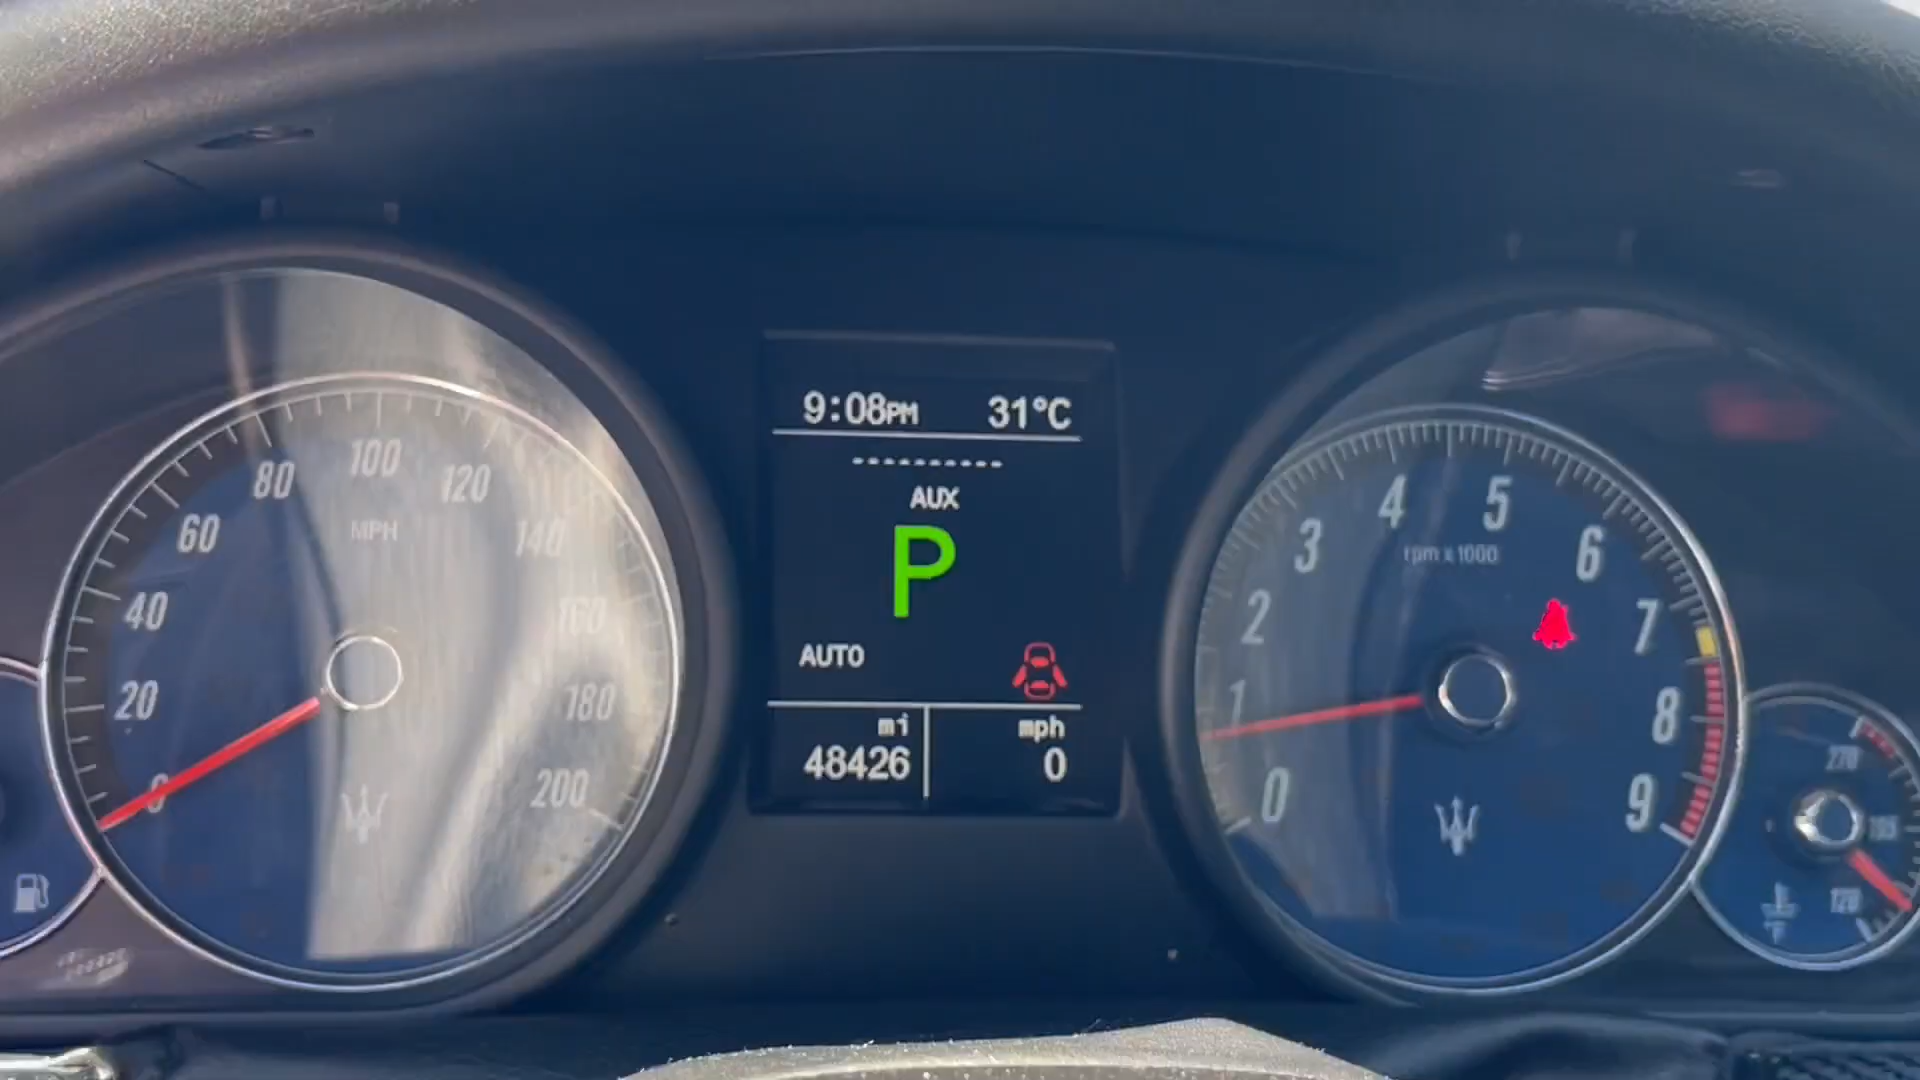 9:08PM 31°C
----------
AUX
P
AUTO
mi mph
48426 0
0 20 40 60 80 100 120 140 160 180 200
MPH
0 1 2 3 4 5 6 7 8 9
rpm x 1000
120
270